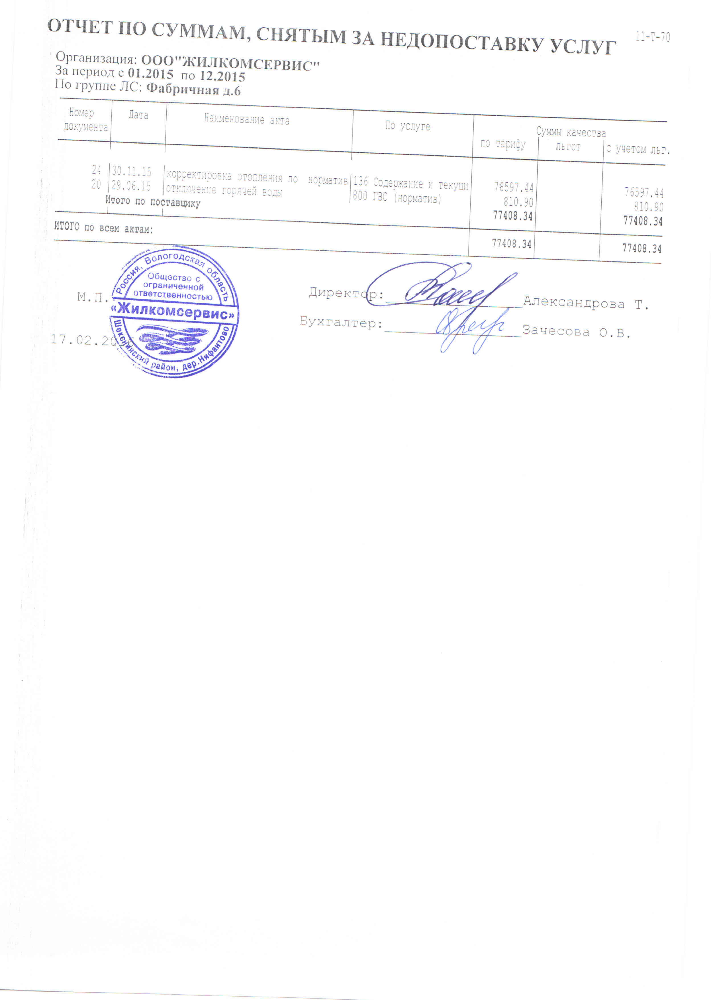 ОТЧЕТ ПО СУММАМ, СНЯТЫМ ЗА НЕДОПОСТАВКУ УСЛУГ 11-Т-70
Организация: ООО"ЖИЛКОМСЕРВИС"
За период с 01.2015 по 12.2015
По группе ЛС: Фабричная д.6
Номер документа Дата Наименование акта По услуге Суммы качества
по тарифу льгот с учетом льг.
24 30.11.15 корректировка отопления по норматив 136 Содержание и текущи 76597.44 76597.44
20 29.06.15 отключение горячей воды 800 ГВС (норматив) 810.90 810.90
Итого по поставщику 77408.34 77408.34
ИТОГО по всем актам: 77408.34 77408.34
Россия, Вологодская область
Общество с
ограниченной
ответственностью
«Жилкомсервис»
Шекснинский район, дер.Нифантово
М.П.
Директор: Александрова Т.
Бухгалтер: Зачесова О.В.
17.02.2016